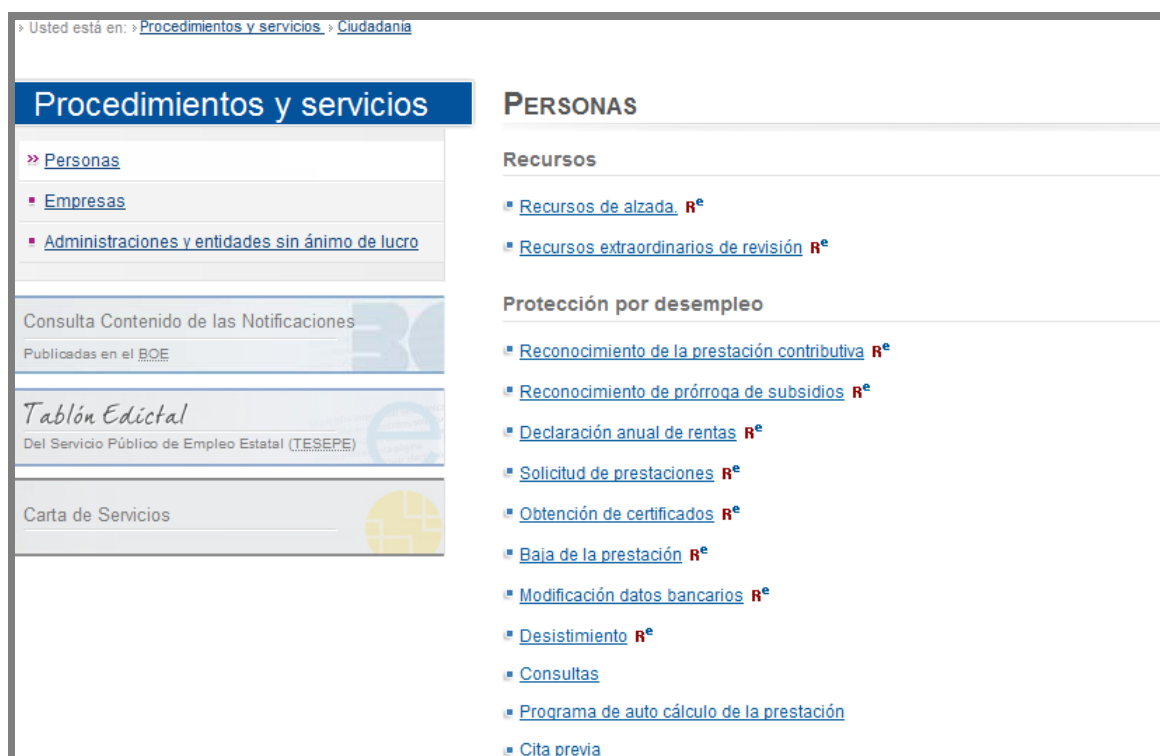 › Usted está en: › Procedimientos y servicios › Ciudadanía
Procedimientos y servicios
Personas
Empresas
Administraciones y entidades sin ánimo de lucro
Consulta Contenido de las Notificaciones
Publicadas en el BOE
Tablón Edictal
Del Servicio Público de Empleo Estatal (TESEPE)
Carta de Servicios
PERSONAS
Recursos
Recursos de alzada. Re
Recursos extraordinarios de revisión Re
Protección por desempleo
Reconocimiento de la prestación contributiva Re
Reconocimiento de prórroga de subsidios Re
Declaración anual de rentas Re
Solicitud de prestaciones Re
Obtención de certificados Re
Baja de la prestación Re
Modificación datos bancarios Re
Desistimiento Re
Consultas
Programa de auto cálculo de la prestación
Cita previa